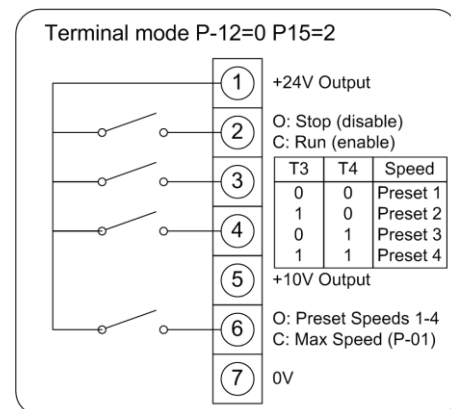 Terminal mode P-12=0 P15=2
1 +24V Output
2 O: Stop (disable)
C: Run (enable)
3
T3 T4 Speed
0 0 Preset 1
1 0 Preset 2
0 1 Preset 3
1 1 Preset 4
4
5 +10V Output
6 O: Preset Speeds 1-4
C: Max Speed (P-01)
7 0V